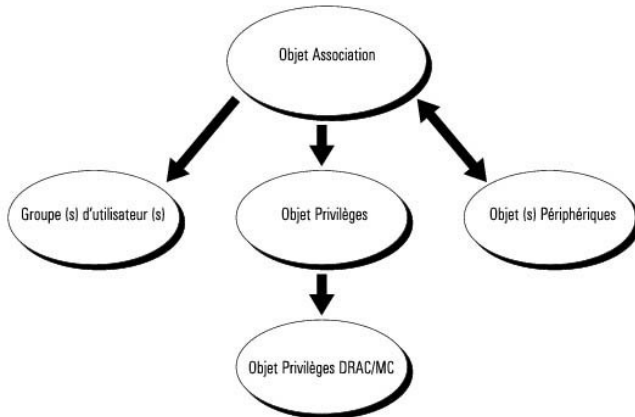 Objet Association
Groupe (s) d'utilisateur (s)
Objet Privilèges
Objet (s) Périphériques
Objet Privilèges DRAC/MC